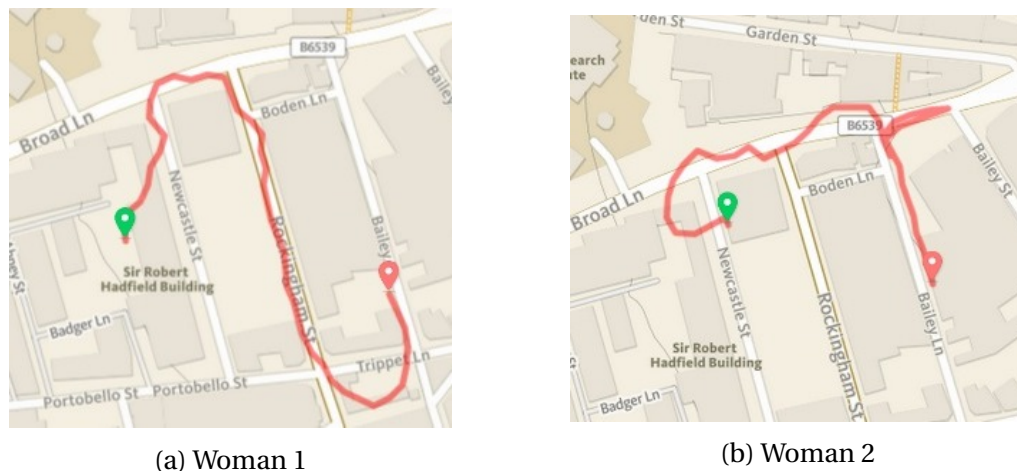 B6539
Broad Ln
Boden Ln
Bailey
Newcastle St
Rockingham St
Bailey
Sir Robert
Hadfield Building
Badger Ln
Trippet Ln
Portobello St
Portobello St
(a) Woman 1
Garden St
B6539
Broad Ln
Boden Ln
Bailey St
Newcastle St
Rockingham St
Bailey Ln
Sir Robert
Hadfield Building
Badger Ln
(b) Woman 2